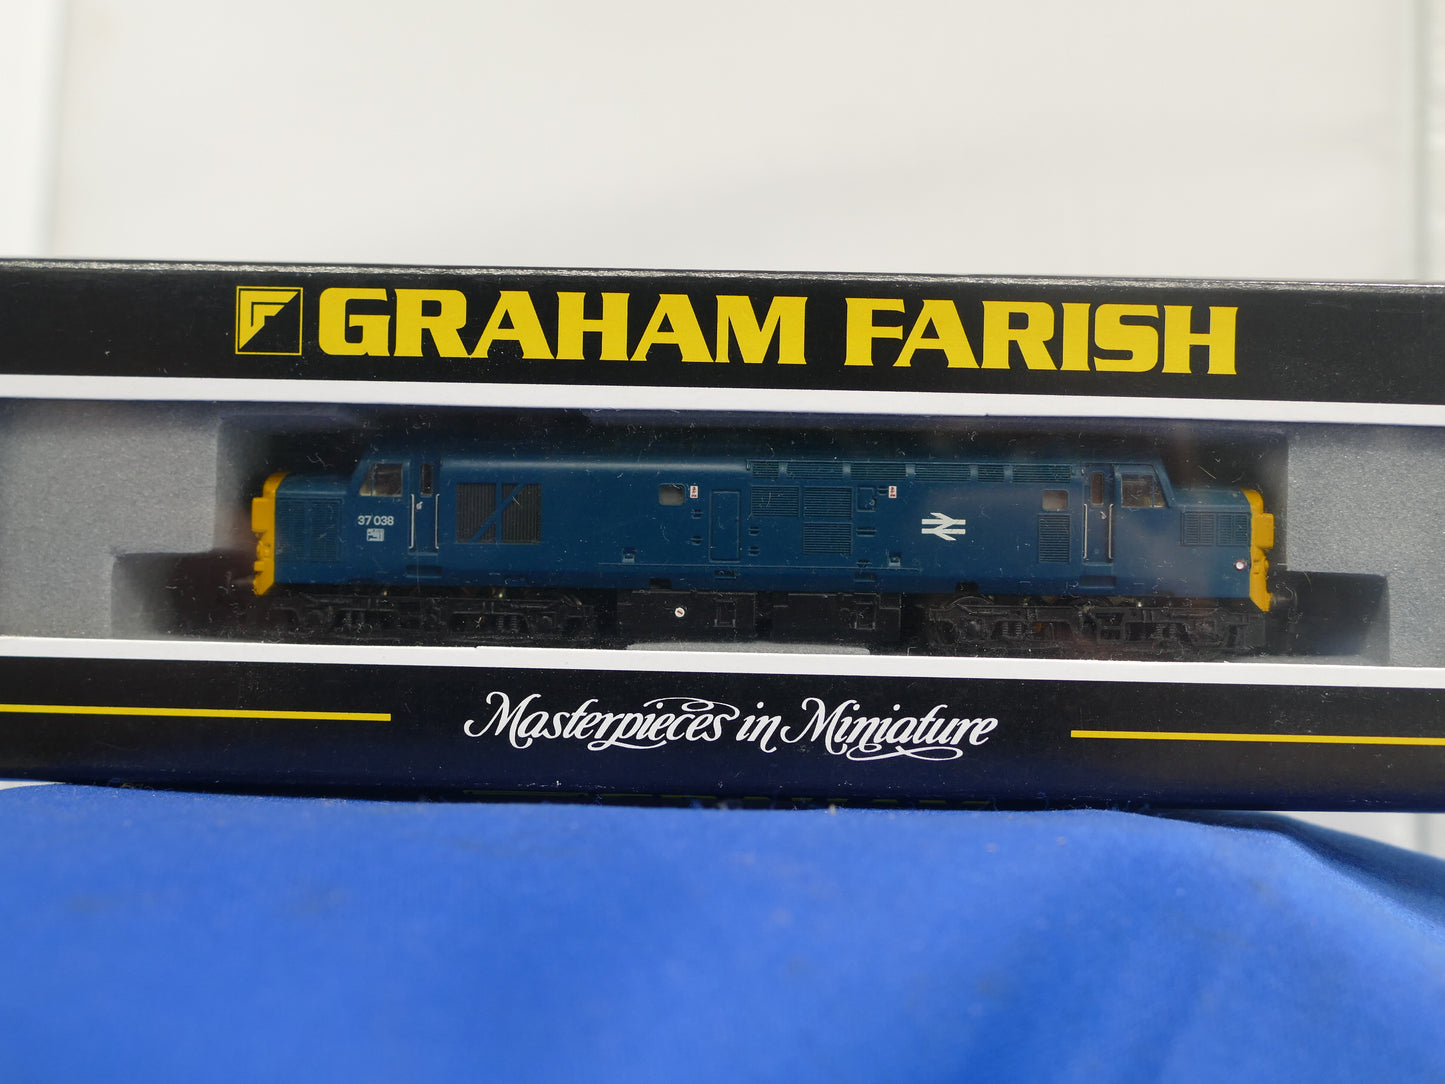 GRAHAM FARISH
37 038
Masterpieces in Miniature